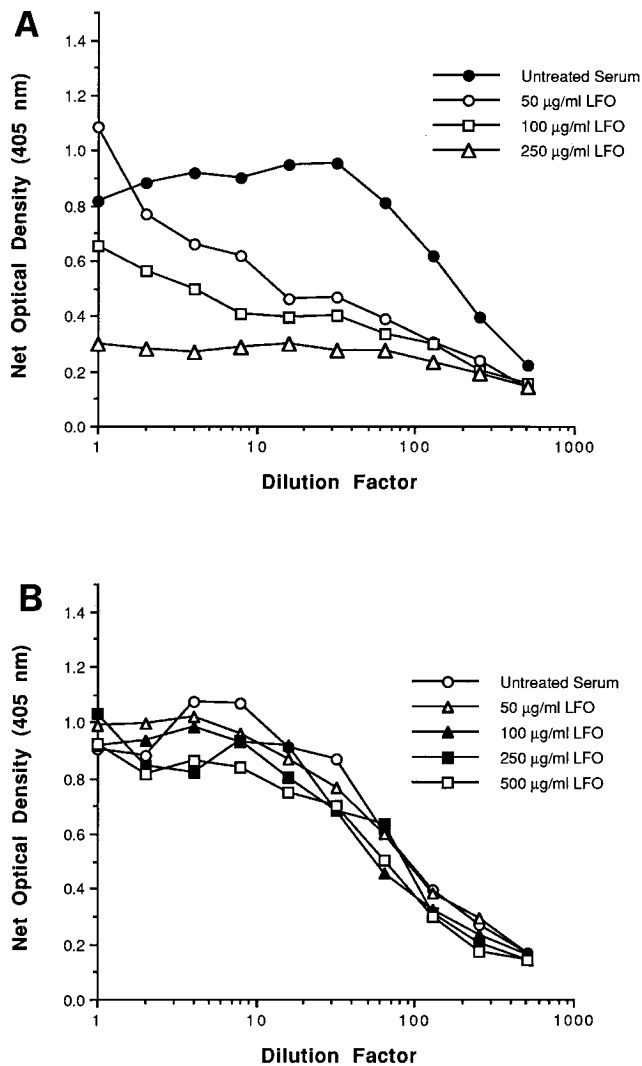 A
Net Optical Density (405 nm)
1.4
1.2
1.0
0.8
0.6
0.4
0.2
0.0
1
10
100
1000
Dilution Factor
Untreated Serum
50 µg/ml LFO
100 µg/ml LFO
250 µg/ml LFO
B
Net Optical Density (405 nm)
1.4
1.2
1.0
0.8
0.6
0.4
0.2
0.0
1
10
100
1000
Dilution Factor
Untreated Serum
50 µg/ml LFO
100 µg/ml LFO
250 µg/ml LFO
500 µg/ml LFO